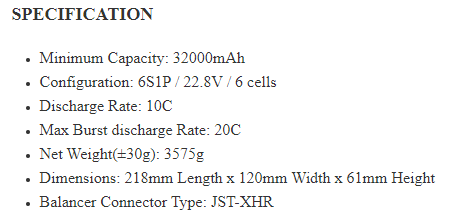 SPECIFICATION
Minimum Capacity: 32000mAh
Configuration: 6S1P / 22.8V / 6 cells
Discharge Rate: 10C
Max Burst discharge Rate: 20C
Net Weight(±30g): 3575g
Dimensions: 218mm Length x 120mm Width x 61mm Height
Balancer Connector Type: JST-XHR